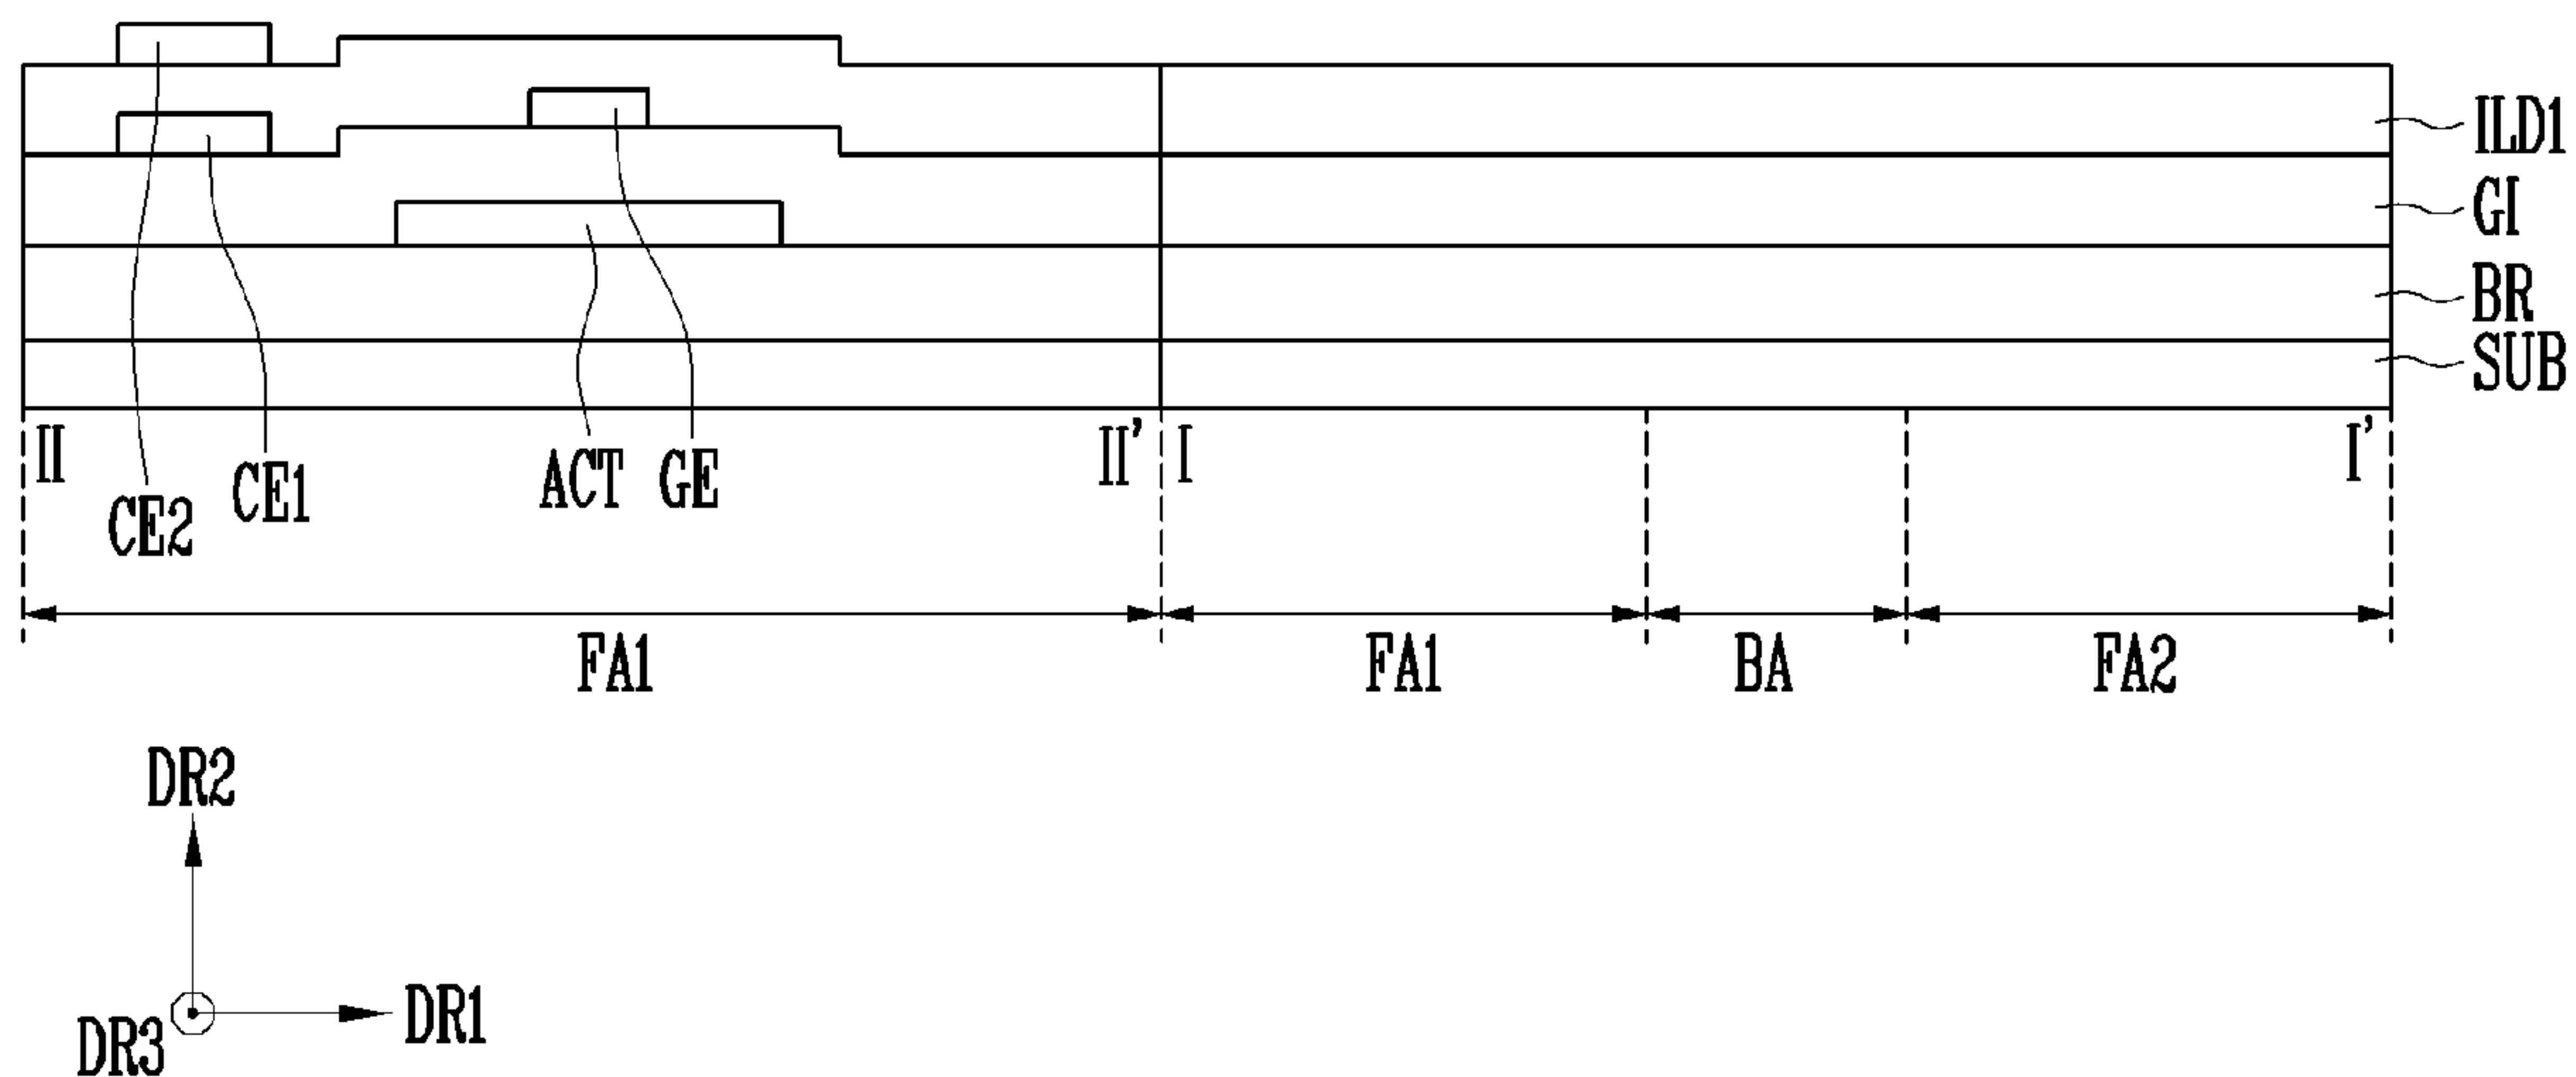 ILD1
GI
BR
SUB
II
II'
I
I'
CE2
CE1
ACT
GE
FA1
FA1
BA
FA2
DR2
DR3
DR1